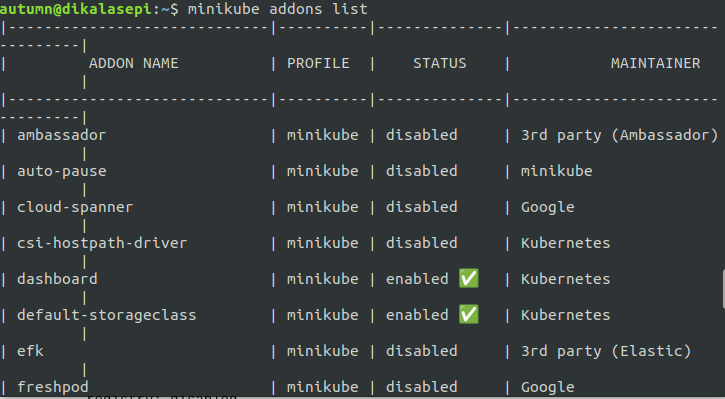 autumn@dikalasepi:~$ minikube addons list
|-----------------------------|----------|--------------|-----------------------
---------|
| ADDON NAME | PROFILE | STATUS | MAINTAINER
|
|-----------------------------|----------|--------------|-----------------------
---------|
| ambassador | minikube | disabled | 3rd party (Ambassador)
|
| auto-pause | minikube | disabled | minikube
|
| cloud-spanner | minikube | disabled | Google
|
| csi-hostpath-driver | minikube | disabled | Kubernetes
|
| dashboard | minikube | enabled ✅ | Kubernetes
|
| default-storageclass | minikube | enabled ✅ | Kubernetes
|
| efk | minikube | disabled | 3rd party (Elastic)
|
| freshpod | minikube | disabled | Google